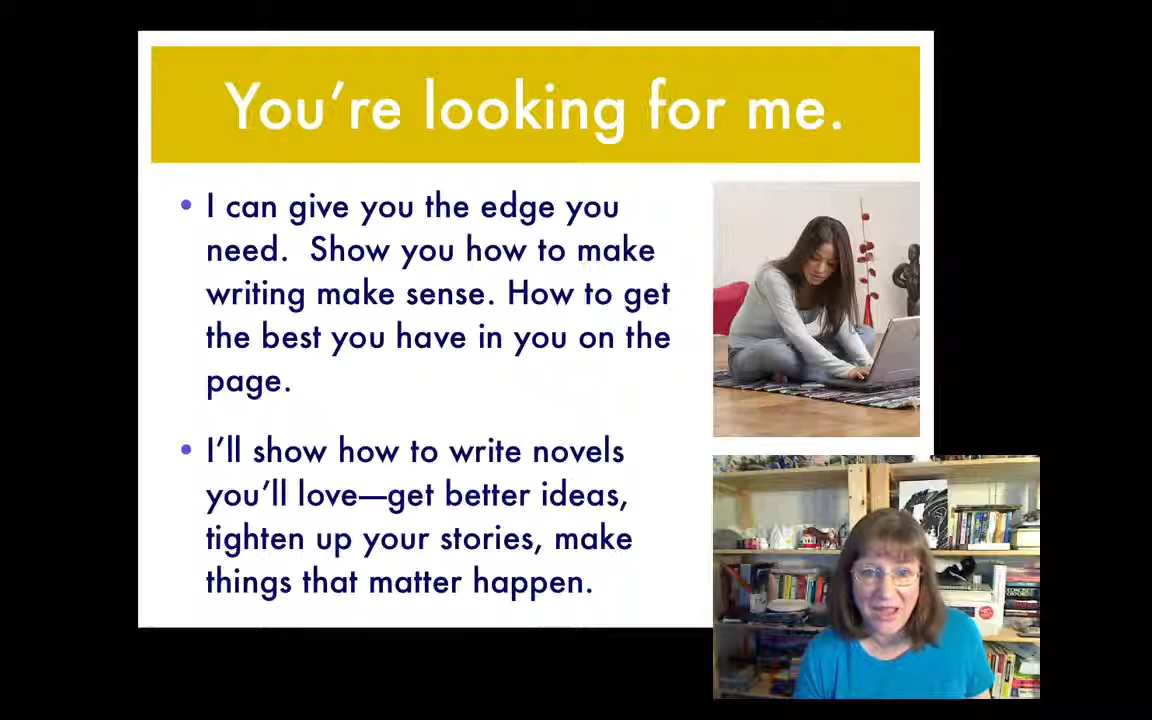 You're looking for me.
• I can give you the edge you
need.  Show you how to make
writing make sense. How to get
the best you have in you on the
page.
• I'll show how to write novels
you'll love—get better ideas,
tighten up your stories, make
things that matter happen.